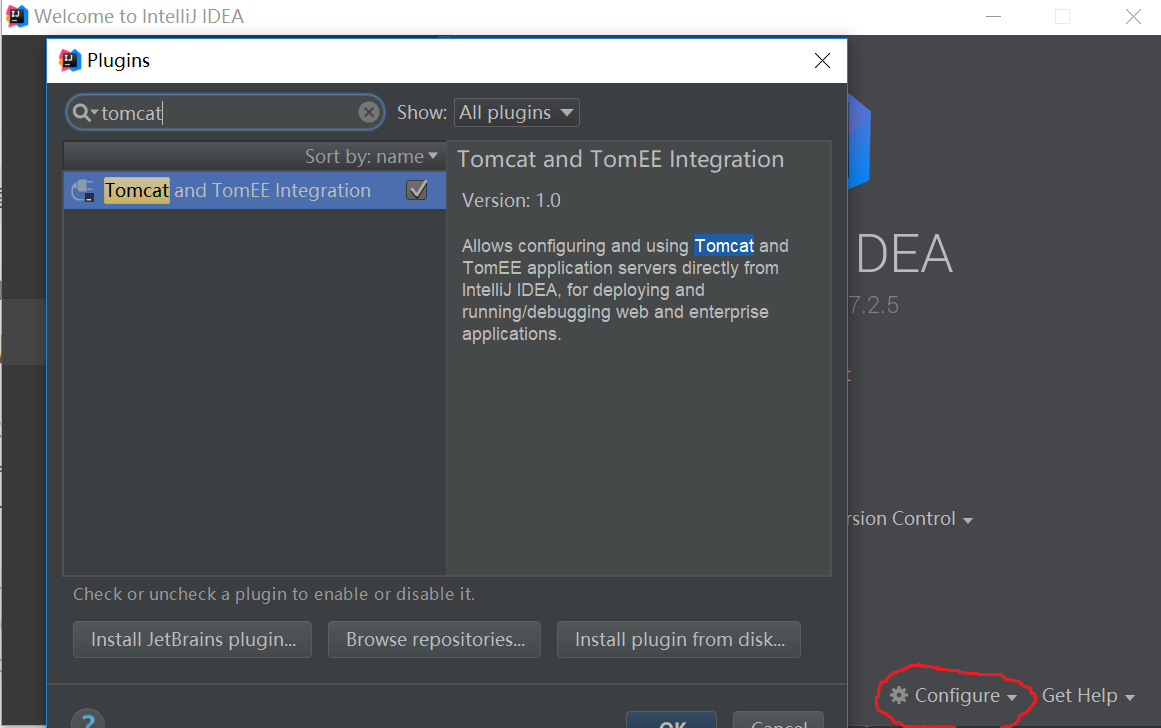 Welcome to IntelliJ IDEA
Plugins
tomcat
Show: All plugins
Sort by: name
Tomcat and TomEE Integration
Tomcat and TomEE Integration
Version: 1.0
Allows configuring and using Tomcat and
TomEE application servers directly from
IntelliJ IDEA, for deploying and
running/debugging web and enterprise
applications.
IDEA
7.2.5
rsion Control
Check or uncheck a plugin to enable or disable it.
Install JetBrains plugin...
Browse repositories...
Install plugin from disk...
Configure
Get Help
?
OK
Cancel